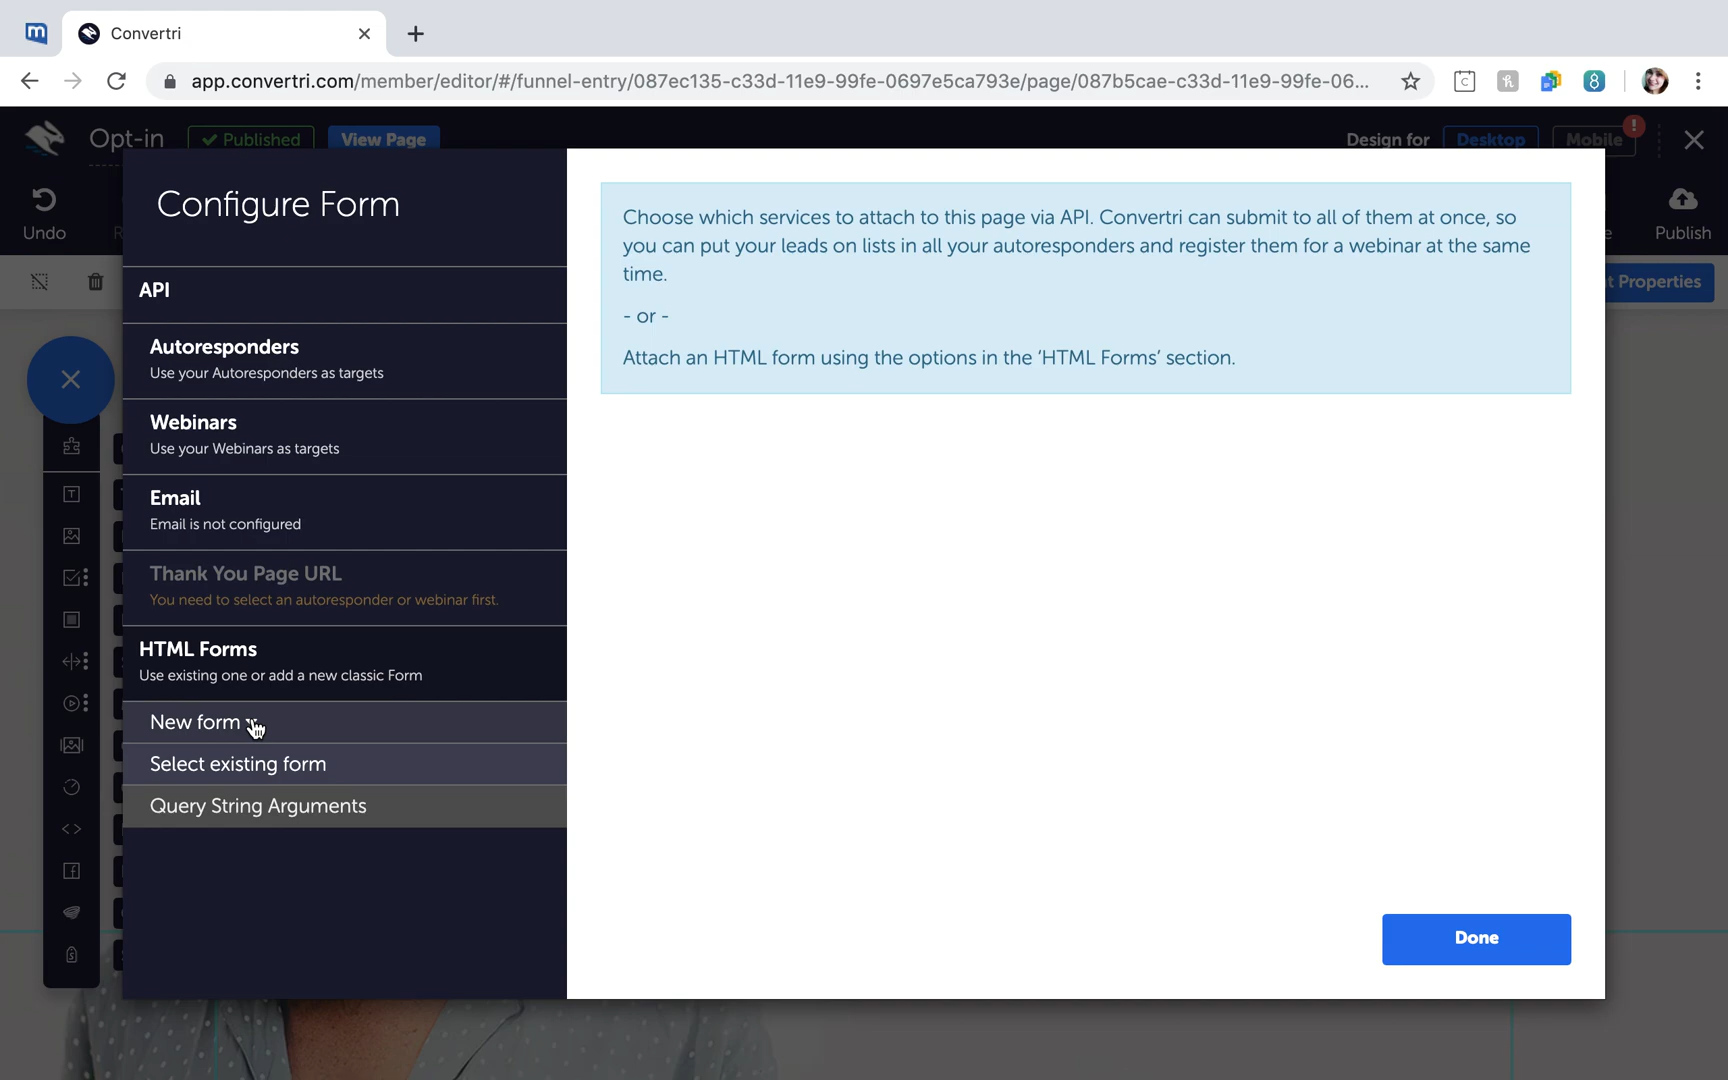 Convertri
app.convertri.com/member/editor/#/funnel-entry/087ec135-c33d-11e9-99fe-0697e5ca793e/page/087b5cae-c33d-11e9-99fe-06...
Opt-in
Published
View Page
Design for
Desktop
Mobile
!
Undo
Publish
t Properties
Configure Form
API
Autoresponders
Use your Autoresponders as targets
Webinars
Use your Webinars as targets
Email
Email is not configured
Thank You Page URL
You need to select an autoresponder or webinar first.
HTML Forms
Use existing one or add a new classic Form
New form
Select existing form
Query String Arguments
Choose which services to attach to this page via API. Convertri can submit to all of them at once, so
you can put your leads on lists in all your autoresponders and register them for a webinar at the same
time.
- or -
Attach an HTML form using the options in the ‘HTML Forms’ section.
Done